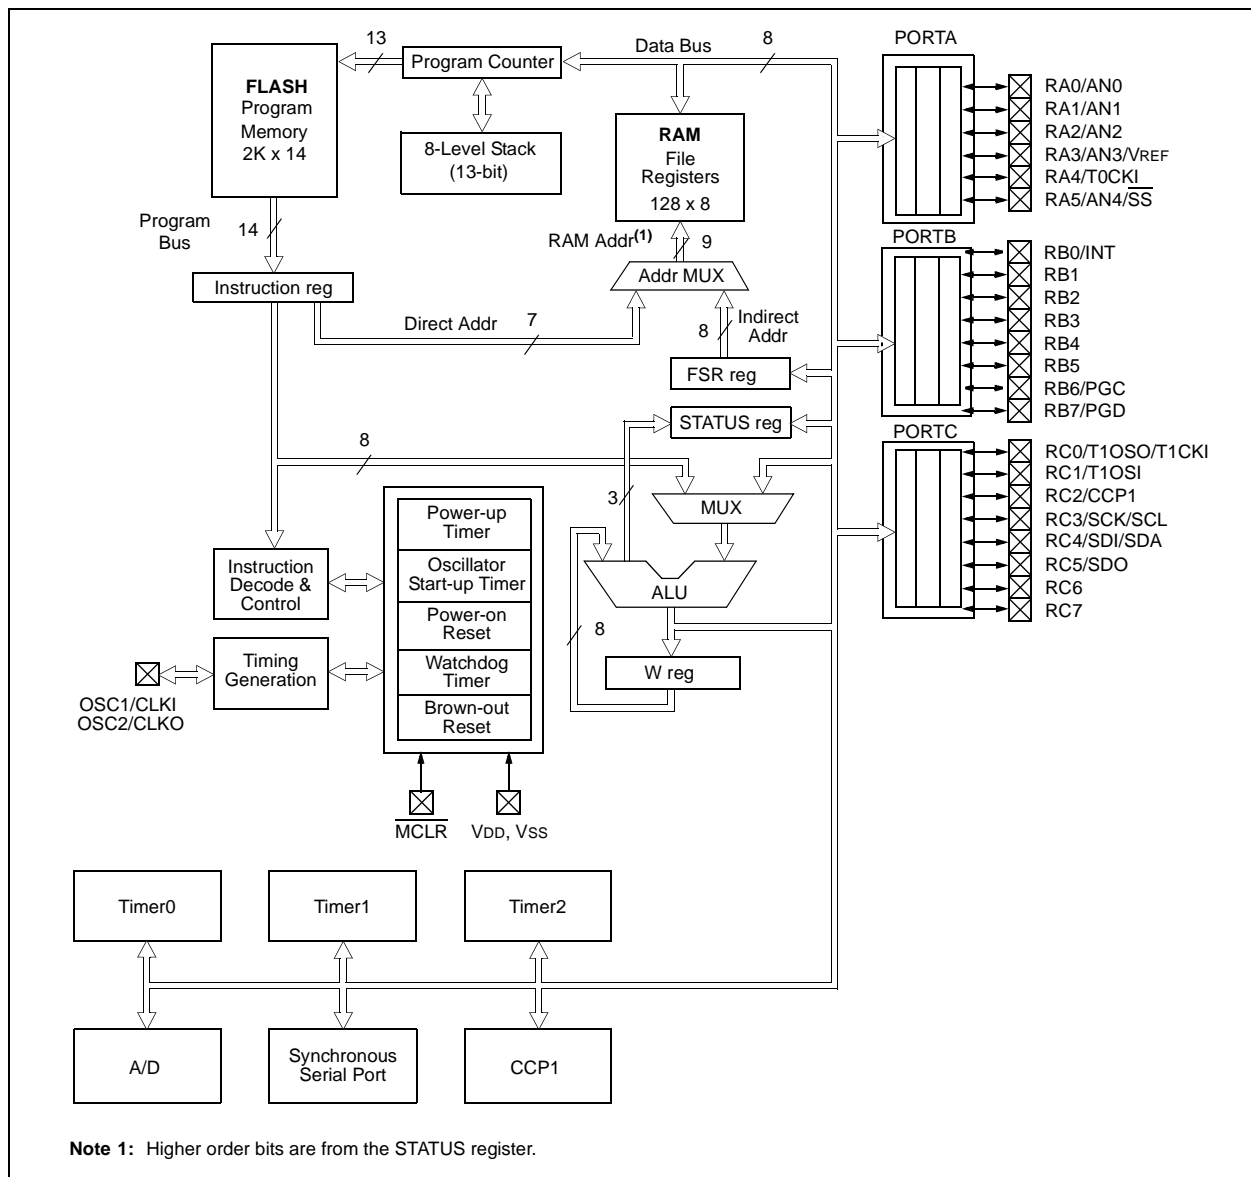 13
Program Counter
Data Bus
8
PORTA
FLASH
Program
Memory
2K x 14
8-Level Stack
(13-bit)
RAM
File
Registers
128 x 8
RA0/AN0
RA1/AN1
RA2/AN2
RA3/AN3/VREF
RA4/T0CKI
RA5/AN4/SS
Program
Bus
14
RAM Addr(1)
9
PORTB
Instruction reg
Addr MUX
Direct Addr
7
8
Indirect
Addr
FSR reg
RB0/INT
RB1
RB2
RB3
RB4
RB5
RB6/PGC
RB7/PGD
STATUS reg
PORTC
8
3
MUX
RC0/T1OSO/T1CKI
RC1/T1OSI
RC2/CCP1
RC3/SCK/SCL
RC4/SDI/SDA
RC5/SDO
RC6
RC7
Power-up
Timer
Oscillator
Start-up Timer
Power-on
Reset
Watchdog
Timer
Brown-out
Reset
Instruction
Decode &
Control
ALU
8
W reg
Timing
Generation
OSC1/CLKI
OSC2/CLKO
MCLR
VDD, VSS
Timer0
Timer1
Timer2
A/D
Synchronous
Serial Port
CCP1
Note 1: Higher order bits are from the STATUS register.